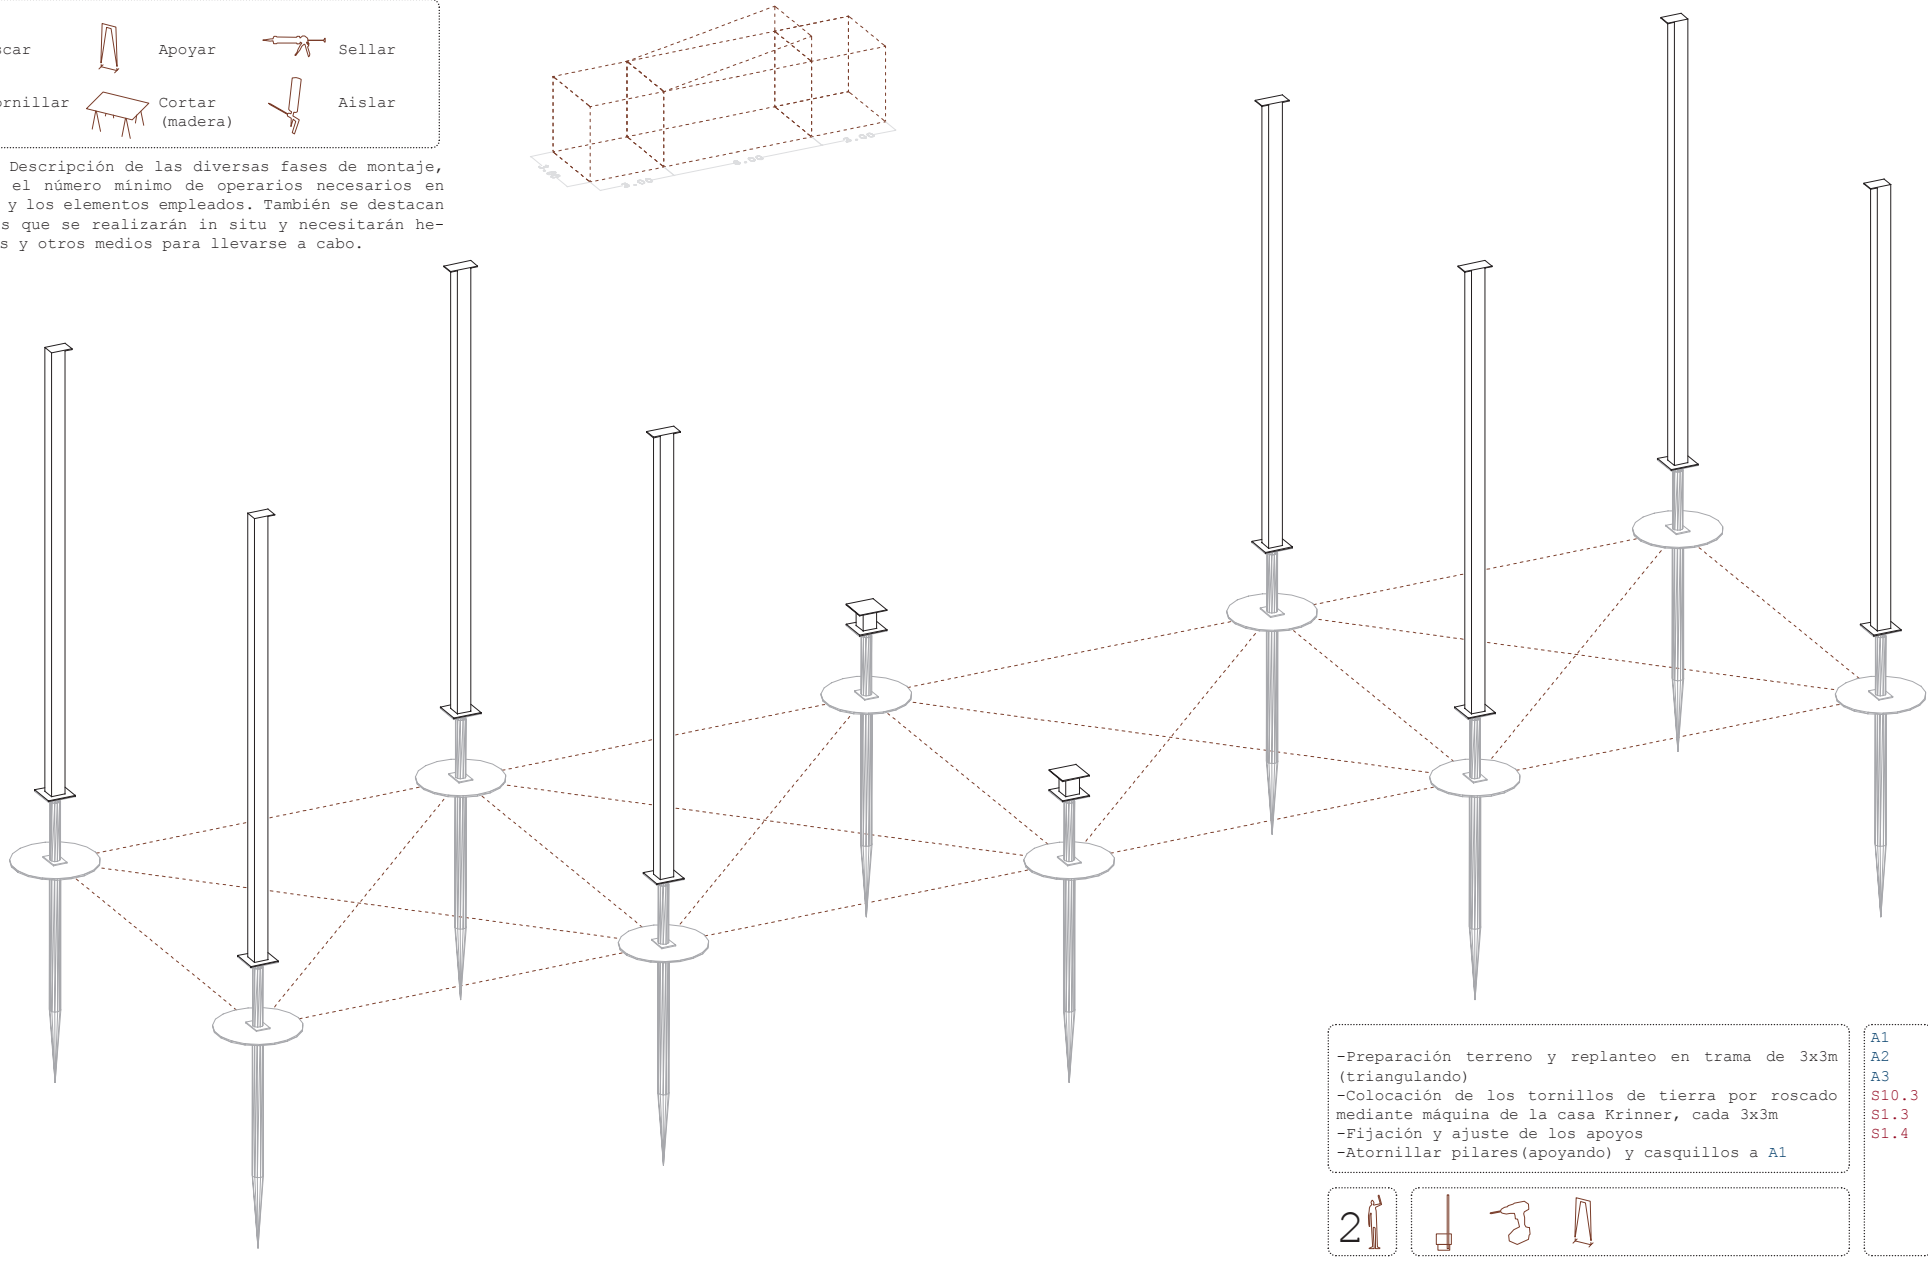 Apoyar
Sellar
Cortar
(madera)
Aislar
Descripción de las diversas fases de montaje,
el número mínimo de operarios necesarios en
y los elementos empleados. También se destacan
que se realizarán in situ y necesitarán he-
y otros medios para llevarse a cabo.
3.00
3.00
-Preparación terreno y replanteo en trama de 3x3m
(triangulando)
-Colocación de los tornillos de tierra por roscado
mediante máquina de la casa Krinner, cada 3x3m
-Fijación y ajuste de los apoyos
-Atornillar pilares(apoyando) y casquillos a A1
A1
A2
A3
S10.3
S1.3
S1.4
2